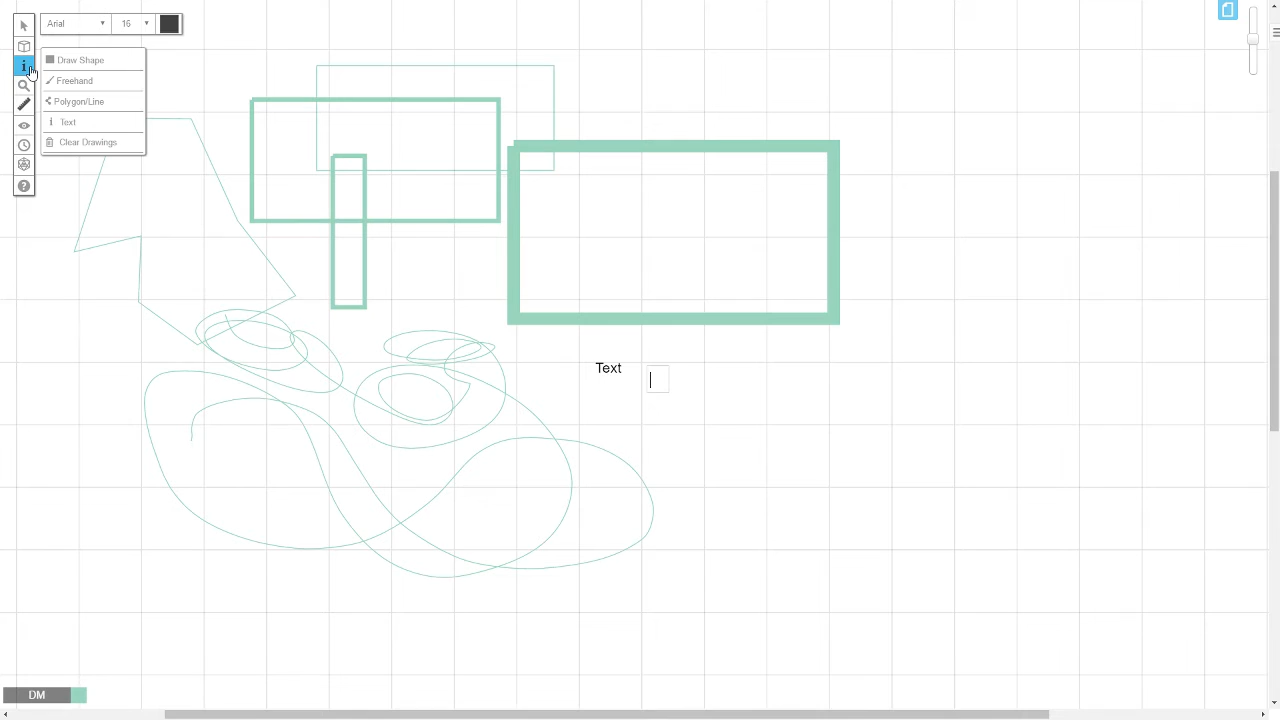 Arial 16
Draw Shape
Freehand
Polygon/Line
Text
Clear Drawings
Text
DM